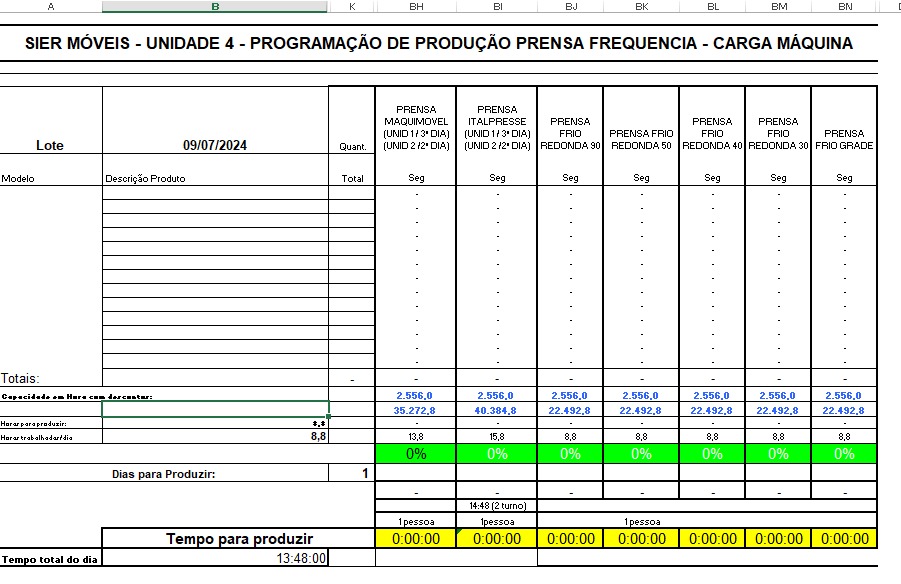 A B K BH BI BJ BK BL BM BN
SIER MÓVEIS - UNIDADE 4 - PROGRAMAÇÃO DE PRODUÇÃO PRENSA FREQUENCIA - CARGA MÁQUINA
Lote 09/07/2024 Quant.
PRENSA MAQUIMOVEL (UNID 1 / 3ª DIA) (UNID 2 /2ª DIA)
PRENSA ITALPRESSE (UNID 1 / 3ª DIA) (UNID 2 /2ª DIA)
PRENSA FRIO REDONDA 90
PRENSA FRIO REDONDA 50
PRENSA FRIO REDONDA 40
PRENSA FRIO REDONDA 30
PRENSA FRIO GRADE
Modelo Descrição Produto Total Seg Seg Seg Seg Seg Seg Seg
- - - - - - -
- - - - - - -
- - - - - - -
- - - - - - -
- - - - - - -
- - - - - - -
- - - - - - -
- - - - - - -
- - - - - - -
- - - - - - -
- - - - - - -
- - - - - - -
- - - - - - -
Totais: - - - - - - - -
Capacidade em Hora com descontos: 2.556,0 2.556,0 2.556,0 2.556,0 2.556,0 2.556,0 2.556,0
35.272,8 40.384,8 22.492,8 22.492,8 22.492,8 22.492,8 22.492,8
Horas para produzir: 8,8 - - - - - - -
Horas trabalhadas/dia 8,8 13,8 15,8 8,8 8,8 8,8 8,8 8,8
0% 0% 0% 0% 0% 0% 0%
Dias para Produzir: 1
- - - - - - -
14:48 (2 turno)
1 pessoa 1 pessoa 1 pessoa
Tempo para produzir 0:00:00 0:00:00 0:00:00 0:00:00 0:00:00 0:00:00 0:00:00
Tempo total do dia 13:48:00